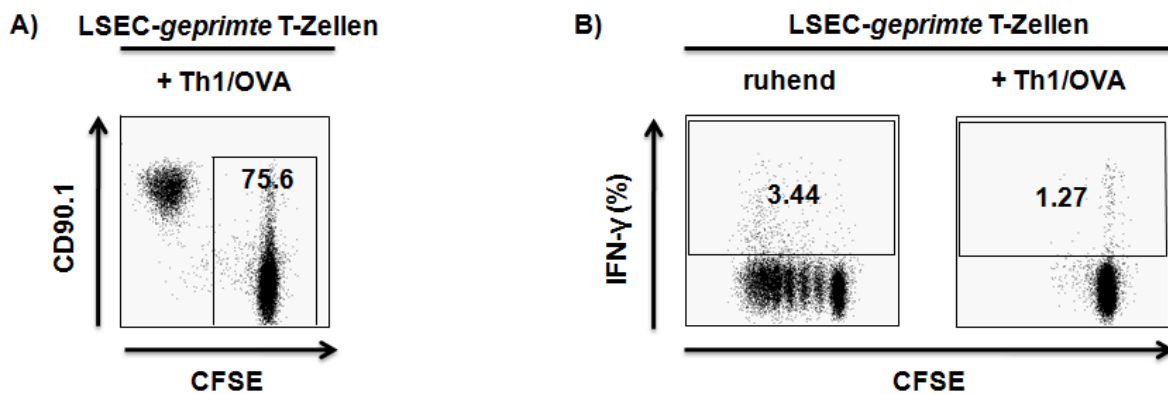 A) LSEC-geprimte T-Zellen
+ Th1/OVA
75.6
CD90.1
CFSE
B) LSEC-geprimte T-Zellen
ruhend + Th1/OVA
3.44 1.27
IFN-γ (%)
CFSE